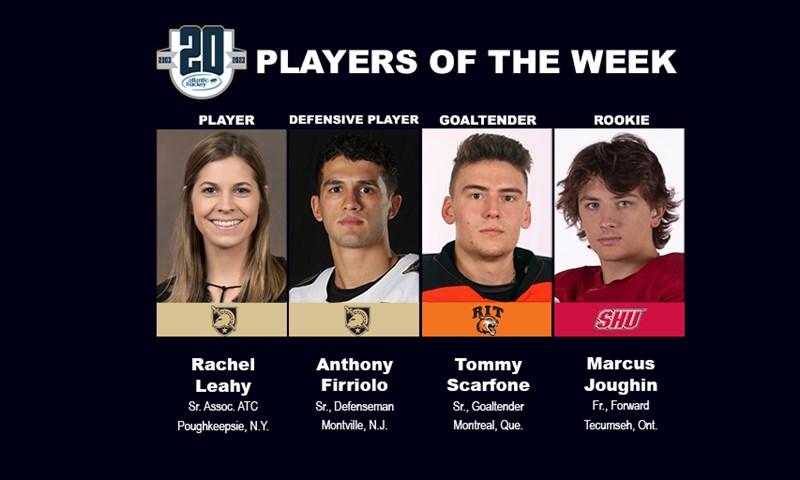 20
2003 2023
atlantic
hockey
PLAYERS OF THE WEEK
PLAYER
DEFENSIVE PLAYER
GOALTENDER
ROOKIE
RIT
SHU
Rachel
Leahy
Sr. Assoc. ATC
Poughkeepsie, N.Y.
Anthony
Firriolo
Sr., Defenseman
Montville, N.J.
Tommy
Scarfone
Sr., Goaltender
Montreal, Que.
Marcus
Joughin
Fr., Forward
Tecumseh, Ont.